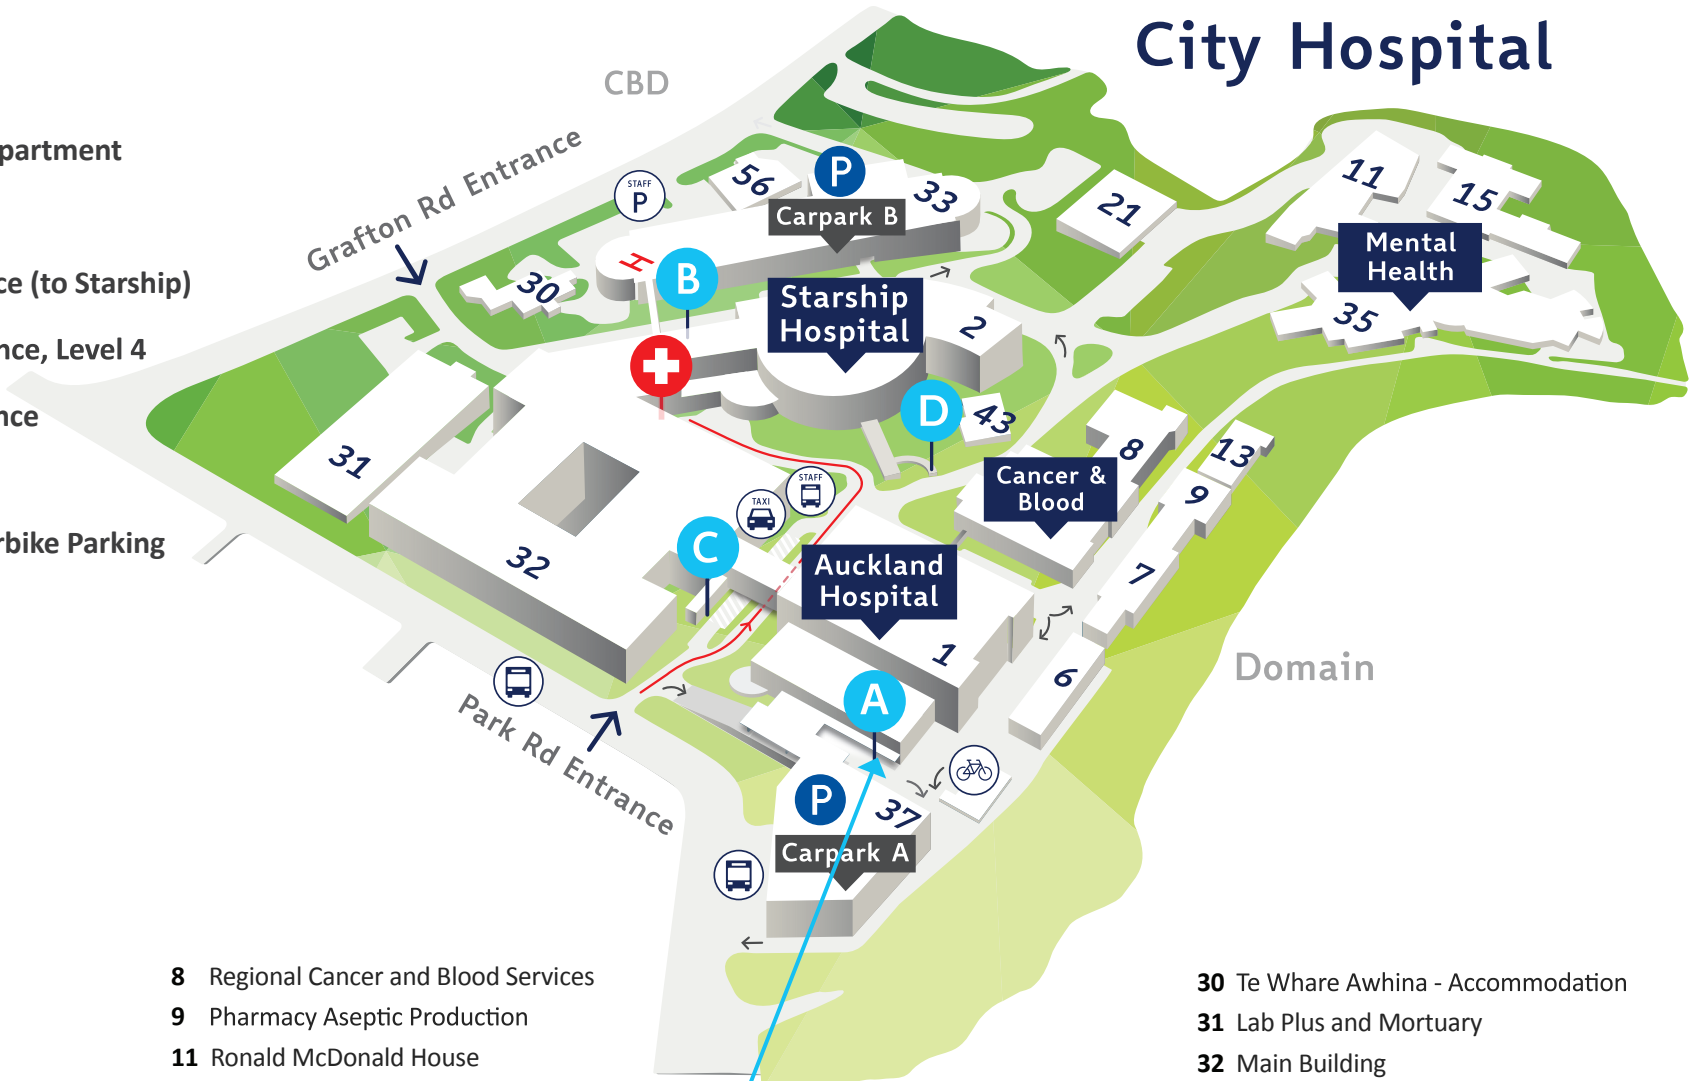 City Hospital
CBD
partment
Grafton Rd Entrance
STAFF
P
56
P
33
Carpark B
21
11
15
Mental
Health
35
ce (to Starship)
30
H
B
Starship
Hospital
2
nce, Level 4
nce
D
43
8
13
Cancer &
Blood
9
31
STAFF
TAXI
rbike Parking
32
C
Auckland
Hospital
7
1
6
Domain
A
Park Rd Entrance
P
37
Carpark A
8 Regional Cancer and Blood Services
9 Pharmacy Aseptic Production
11 Ronald McDonald House
30 Te Whare Awhina - Accommodation
31 Lab Plus and Mortuary
32 Main Building